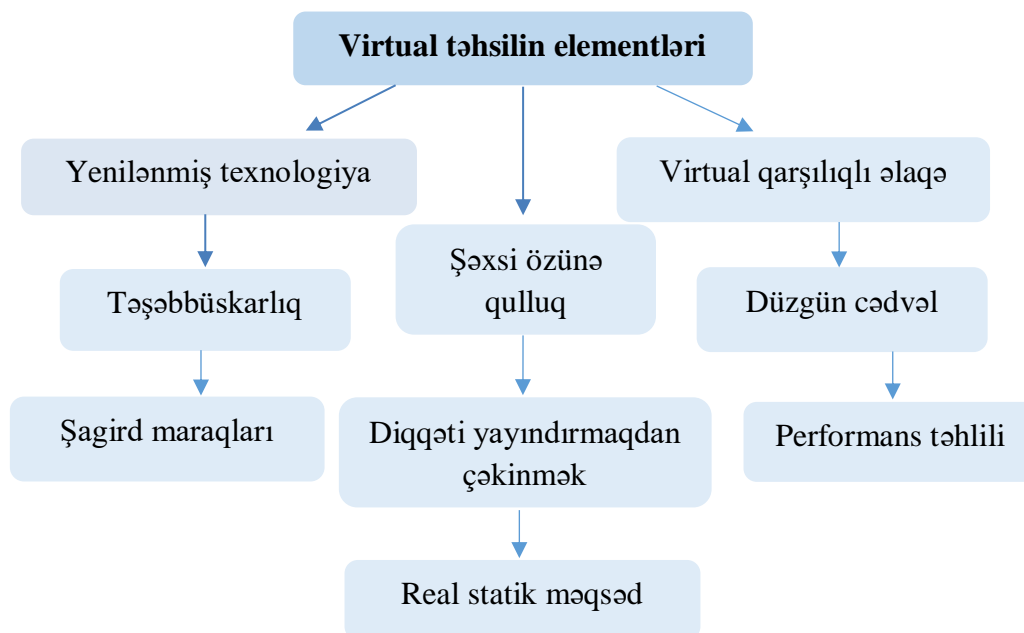 Virtual təhsilin elementləri
Yenilənmiş texnologiya
Virtual qarşılıqlı əlaqə
Şəxsi özünə
qulluq
Təşəbbüskarlıq
Düzgün cədvəl
Şagird maraqları
Diqqəti yayındırmaqdan
çəkinmək
Performans təhlili
Real statik məqsəd